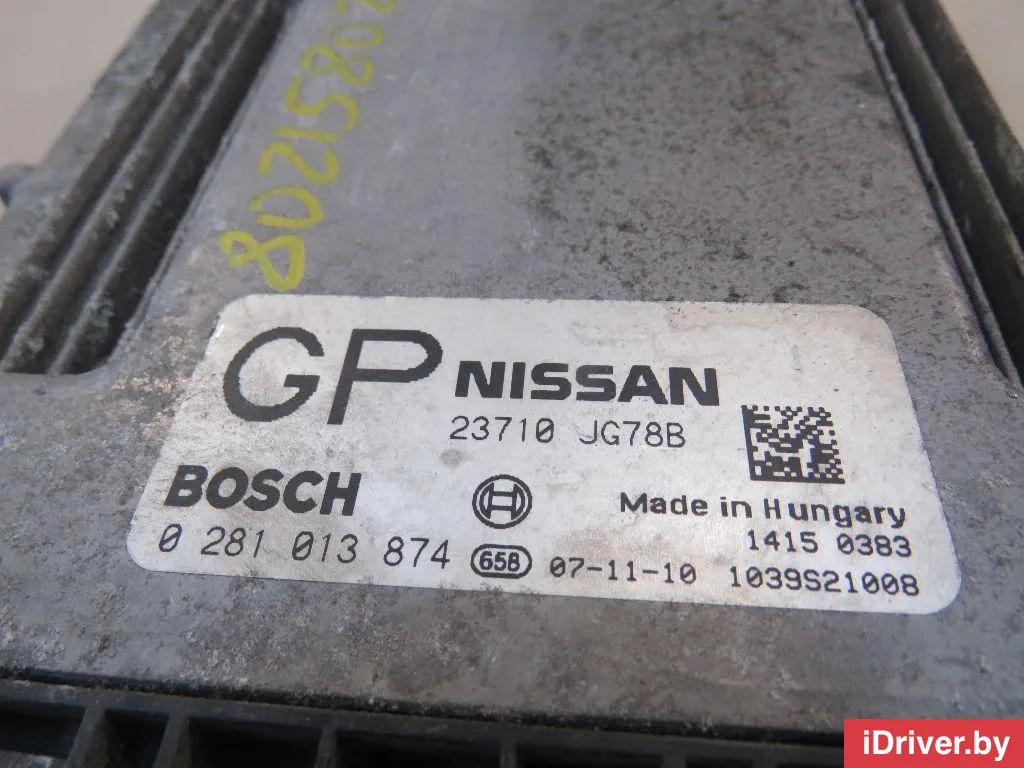 80215802
GP NISSAN
23710 JG78B
BOSCH
Made in Hungary
1415 0383
0 281 013 874 658 07-11-10 1039S21008
iDriver.by